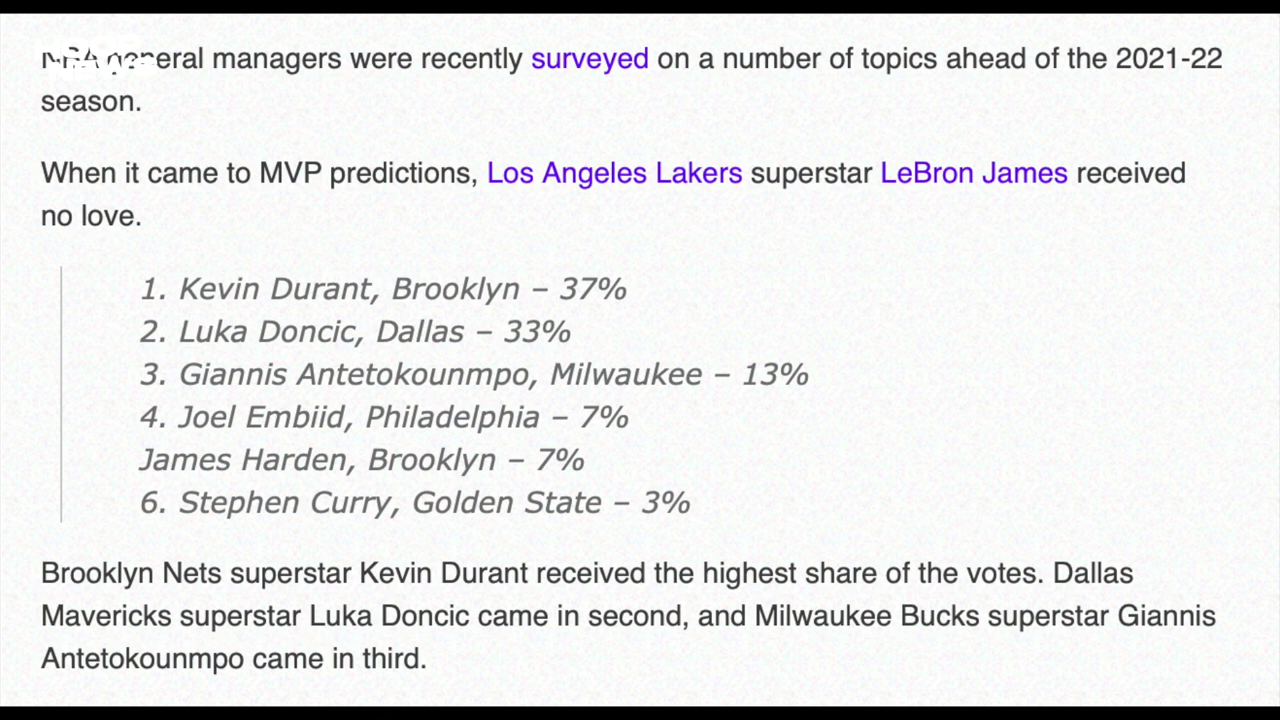 general managers were recently surveyed on a number of topics ahead of the 2021-22
season.
When it came to MVP predictions, Los Angeles Lakers superstar LeBron James received
no love.
1. Kevin Durant, Brooklyn – 37%
2. Luka Doncic, Dallas – 33%
3. Giannis Antetokounmpo, Milwaukee – 13%
4. Joel Embiid, Philadelphia – 7%
James Harden, Brooklyn – 7%
6. Stephen Curry, Golden State – 3%
Brooklyn Nets superstar Kevin Durant received the highest share of the votes. Dallas
Mavericks superstar Luka Doncic came in second, and Milwaukee Bucks superstar Giannis
Antetokounmpo came in third.